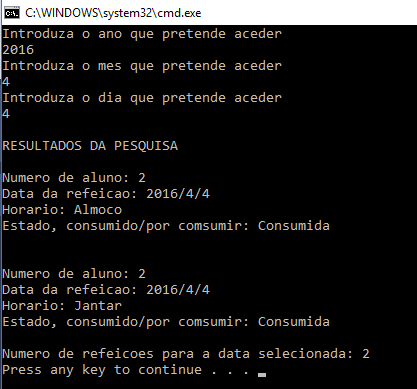 C:\WINDOWS\system32\cmd.exe
Introduza o ano que pretende aceder
2016
Introduza o mes que pretende aceder
4
Introduza o dia que pretende aceder
4
RESULTADOS DA PESQUISA
Numero de aluno: 2
Data da refeicao: 2016/4/4
Horario: Almoco
Estado, consumido/por comsumir: Consumida
Numero de aluno: 2
Data da refeicao: 2016/4/4
Horario: Jantar
Estado, consumido/por comsumir: Consumida
Numero de refeicoes para a data selecionada: 2
Press any key to continue . . .